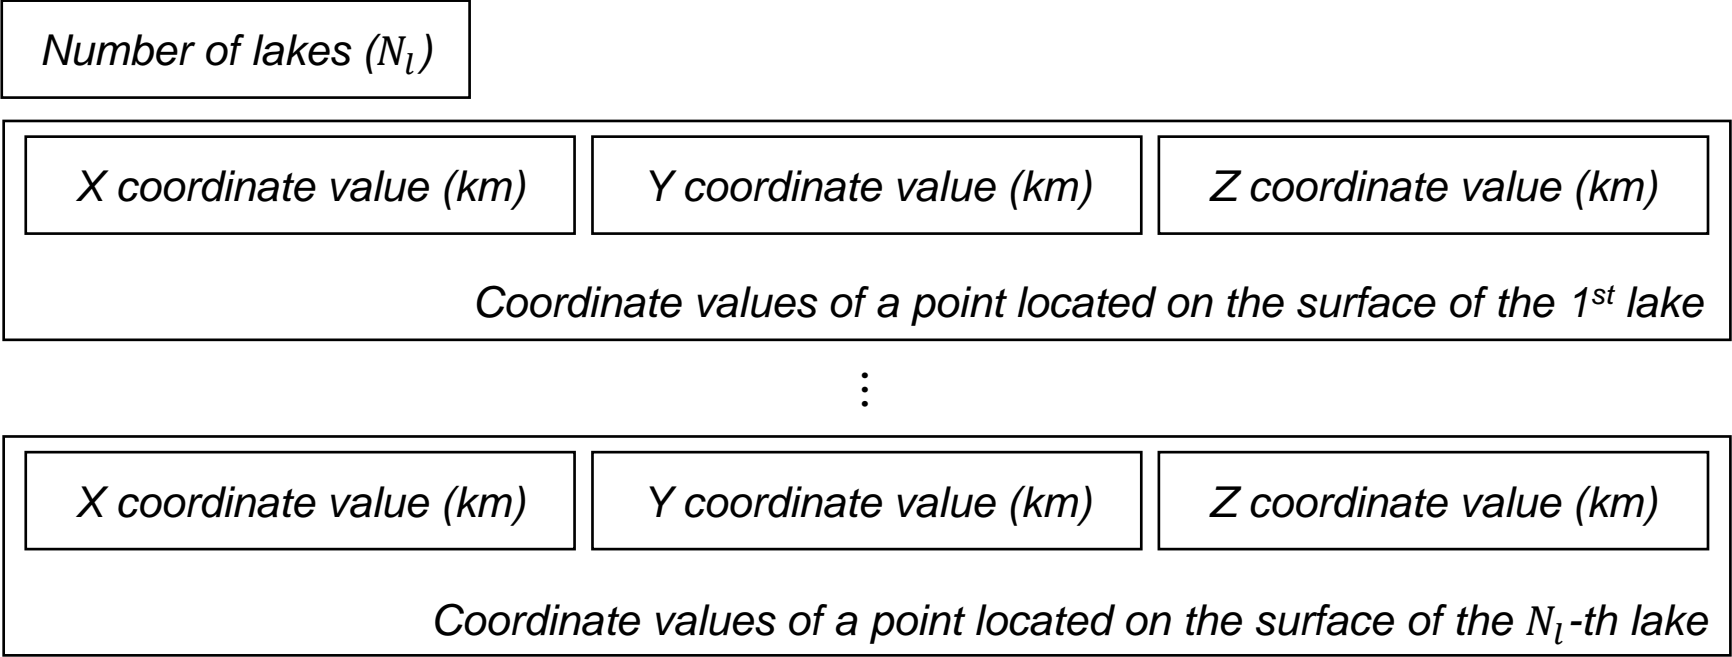 Number of lakes (N_l)
X coordinate value (km) Y coordinate value (km) Z coordinate value (km)
Coordinate values of a point located on the surface of the 1st lake
⋮
X coordinate value (km) Y coordinate value (km) Z coordinate value (km)
Coordinate values of a point located on the surface of the N_l-th lake